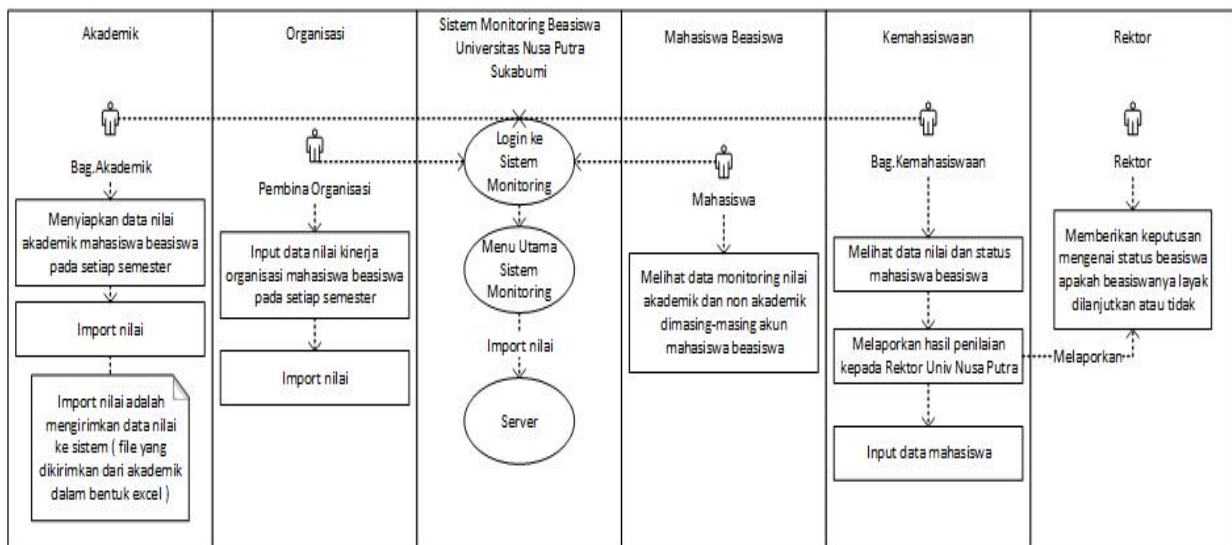 Akademik
Organisasi
Sistem Monitoring Beasiswa
Universitas Nusa Putra
Sukabumi
Mahasiswa Beasiswa
Kemahasiswaan
Rektor
Bag.Akademik
Menyiapkan data nilai
akademik mahasiswa beasiswa
pada setiap semester
Import nilai
Import nilai adalah
mengirimkan data nilai
ke sistem ( file yang
dikirimkan dari akademik
dalam bentuk excel )
Pembina Organisasi
Input data nilai kinerja
organisasi mahasiswa beasiswa
pada setiap semester
Import nilai
Login ke
Sistem
Monitoring
Menu Utama
Sistem
Monitoring
Import nilai
Server
Mahasiswa
Melihat data monitoring nilai
akademik dan non akademik
dimasing-masing akun
mahasiswa beasiswa
Bag.Kemahasiswaan
Melihat data nilai dan status
mahasiswa beasiswa
Melaporkan hasil penilaian
kepada Rektor Univ Nusa Putra
Input data mahasiswa
Melaporkan
Rektor
Memberikan keputusan
mengenai status beasiswa
apakah beasiswanya layak
dilanjutkan atau tidak